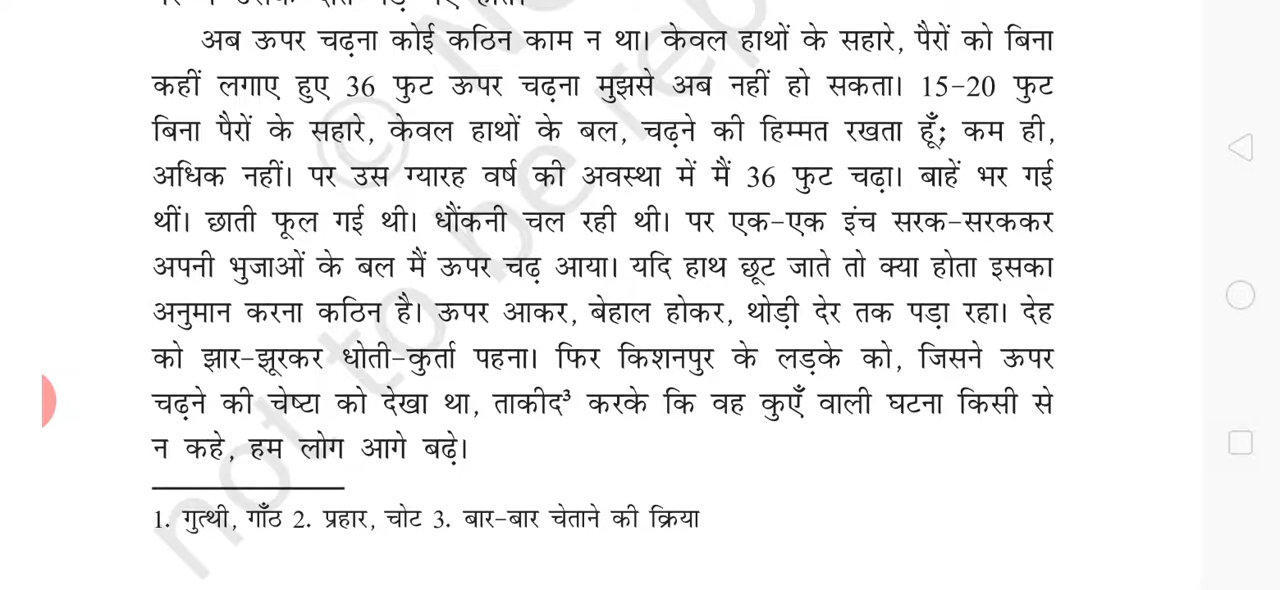 अब ऊपर चढ़ना कोई कठिन काम न था। केवल हाथों के सहारे, पैरों को बिना
कहीं लगाए हुए 36 फुट ऊपर चढ़ना मुझसे अब नहीं हो सकता। 15-20 फुट
बिना पैरों के सहारे, केवल हाथों के बल, चढ़ने की हिम्मत रखता हूँ; कम ही,
अधिक नहीं। पर उस ग्यारह वर्ष की अवस्था में मैं 36 फुट चढ़ा। बाहें भर गई
थीं। छाती फूल गई थी। धौंकनी चल रही थी। पर एक-एक इंच सरक-सरककर
अपनी भुजाओं के बल मैं ऊपर चढ़ आया। यदि हाथ छूट जाते तो क्या होता इसका
अनुमान करना कठिन है। ऊपर आकर, बेहाल होकर, थोड़ी देर तक पड़ा रहा। देह
को झार-झूरकर धोती-कुर्ता पहना। फिर किशनपुर के लड़के को, जिसने ऊपर
चढ़ने की चेष्टा को देखा था, ताकीद³ करके कि वह कुएँ वाली घटना किसी से
न कहे, हम लोग आगे बढ़े।
1. गुत्थी, गाँठ 2. प्रहार, चोट 3. बार-बार चेताने की क्रिया
not to be rep